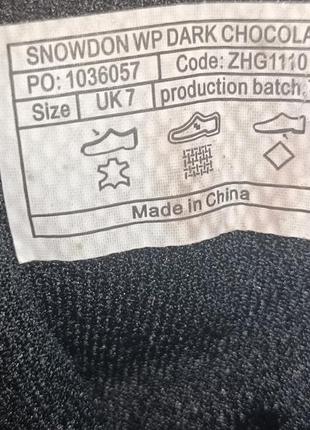 SNOWDON WP DARK CHOCOLA
PO: 1036057 Code: ZHG1110
Size UK 7 production batch
Made in China